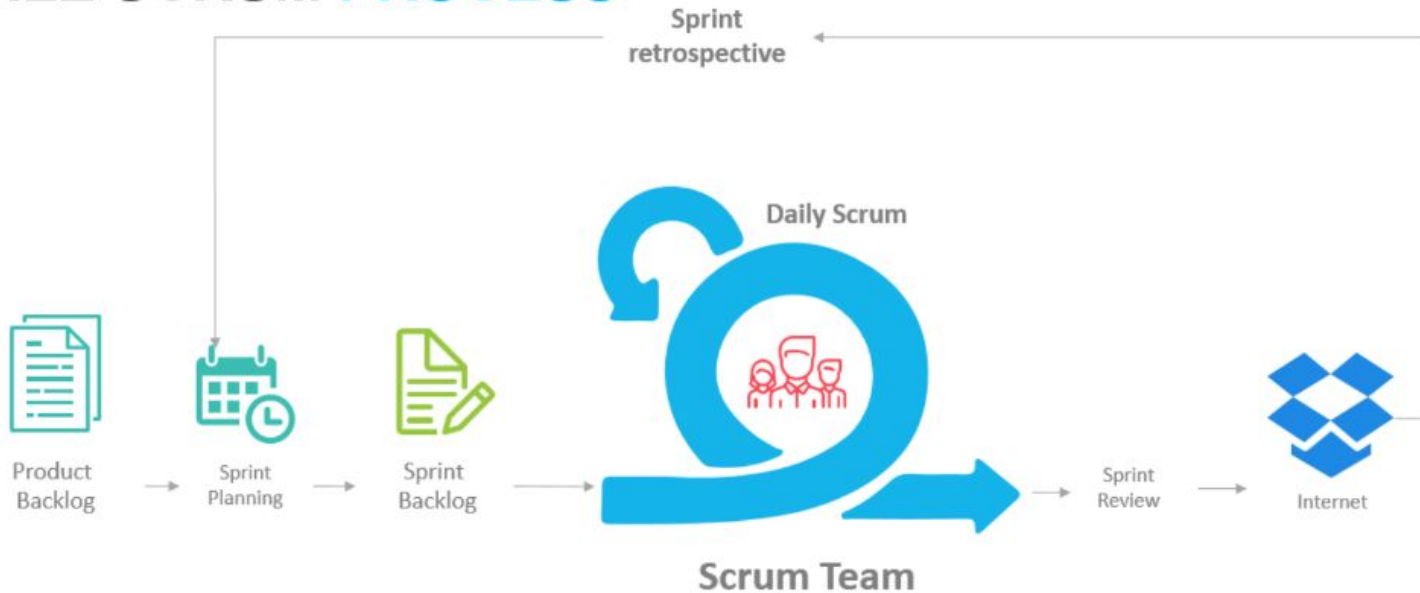 Sprint
retrospective
Daily Scrum
Product
Backlog
Sprint
Planning
Sprint
Backlog
Sprint
Review
Internet
Scrum Team